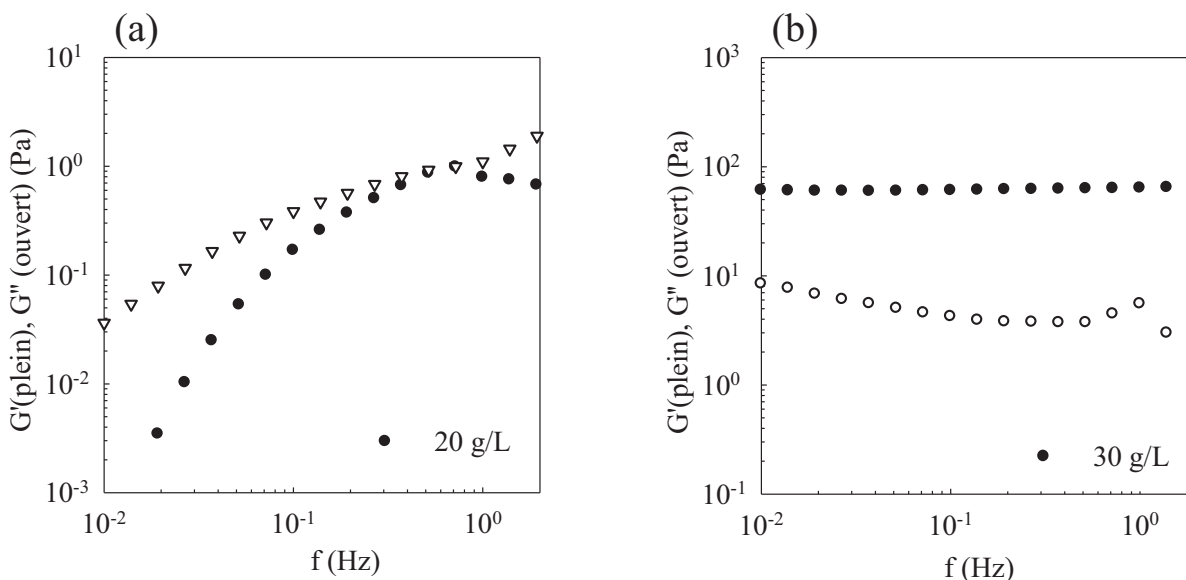 (a)
10^1
10^0
10^-1
10^-2
10^-3
G'(plein), G" (ouvert) (Pa)
20 g/L
10^-2 10^-1 10^0
f (Hz)
(b)
10^3
10^2
10^1
10^0
10^-1
G'(plein), G" (ouvert) (Pa)
30 g/L
10^-2 10^-1 10^0
f (Hz)